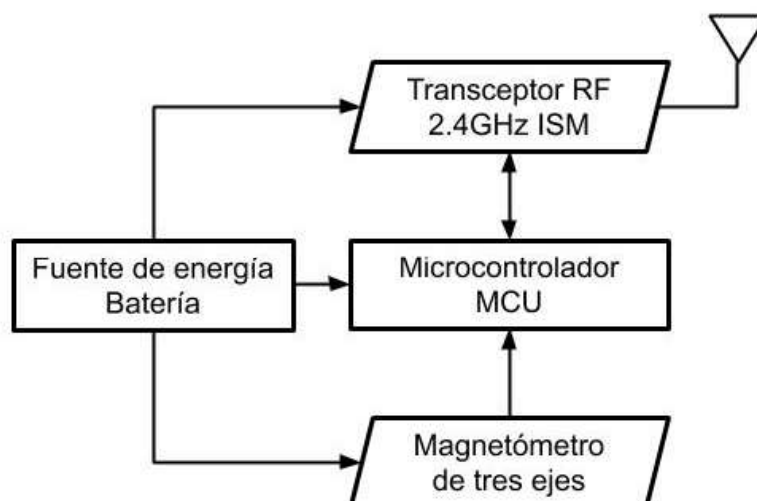 Transceptor RF
2.4GHz ISM
Fuente de energía
Batería
Microcontrolador
MCU
Magnetómetro
de tres ejes